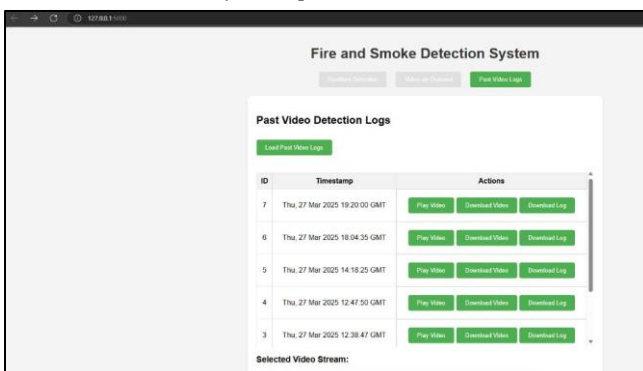 127.0.0.1:5000
Fire and Smoke Detection System
Past Video Logs
Past Video Detection Logs
Load Past Video Logs
ID Timestamp Actions
7 Thu, 27 Mar 2025 19:20:00 GMT Play Video Download Video Download Log
6 Thu, 27 Mar 2025 18:04:35 GMT Play Video Download Video Download Log
5 Thu, 27 Mar 2025 14:18:25 GMT Play Video Download Video Download Log
4 Thu, 27 Mar 2025 12:47:50 GMT Play Video Download Video Download Log
3 Thu, 27 Mar 2025 12:38:47 GMT Play Video Download Video Download Log
Selected Video Stream: